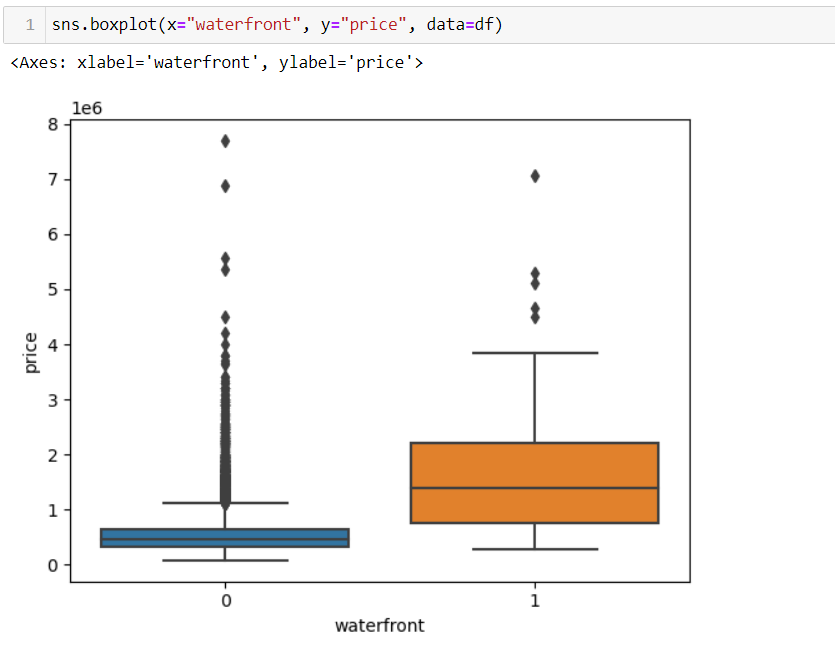 1 sns.boxplot(x="waterfront", y="price", data=df)
<Axes: xlabel='waterfront', ylabel='price'>
1e6
8
7
6
5
4
3
2
1
0
price
0 1
waterfront